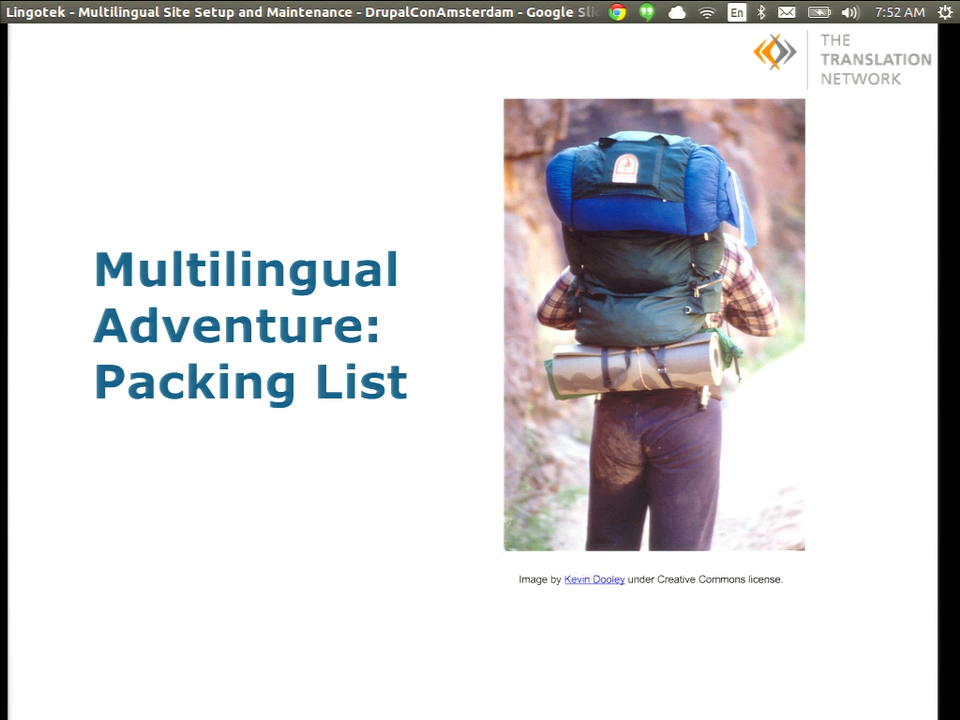 Lingotek - Multilingual Site Setup and Maintenance - DrupalConAmsterdam - Google Sli
En
7:52 AM
THE
TRANSLATION
NETWORK
Multilingual
Adventure:
Packing List
Image by Kevin Dooley under Creative Commons license.